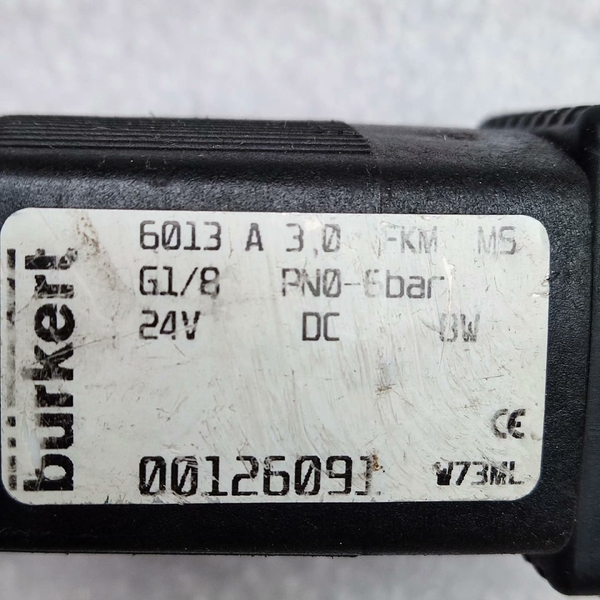 bürkert
6013 A 3,0 FKM MS
G1/8 PN0-6bar
24V DC 8W
CE
00126091 W73ML